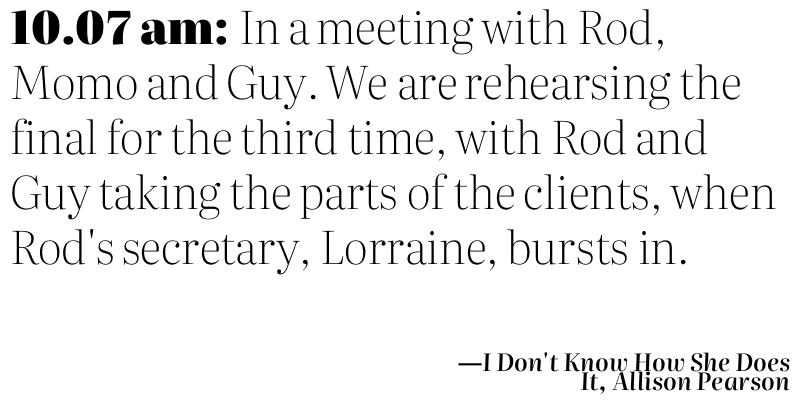 10.07 am: In a meeting with Rod,
Momo and Guy. We are rehearsing the
final for the third time, with Rod and
Guy taking the parts of the clients, when
Rod's secretary, Lorraine, bursts in.
—I Don't Know How She Does
It, Allison Pearson